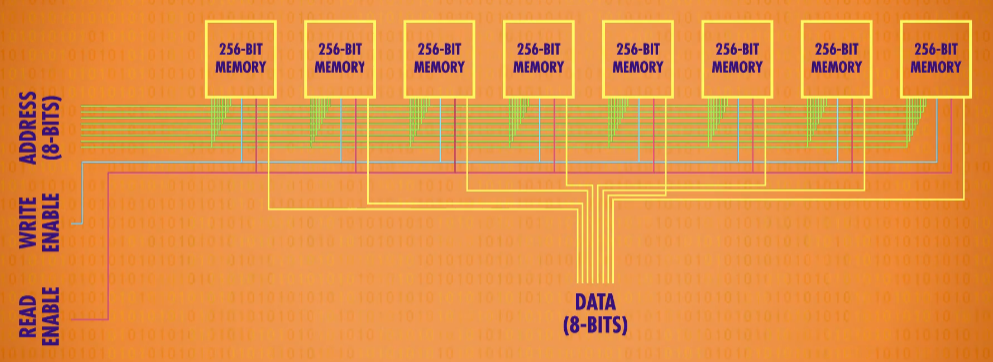 256-BIT
MEMORY
256-BIT
MEMORY
256-BIT
MEMORY
256-BIT
MEMORY
256-BIT
MEMORY
256-BIT
MEMORY
256-BIT
MEMORY
256-BIT
MEMORY
ADDRESS
(8-BITS)
WRITE
ENABLE
READ
ENABLE
DATA
(8-BITS)